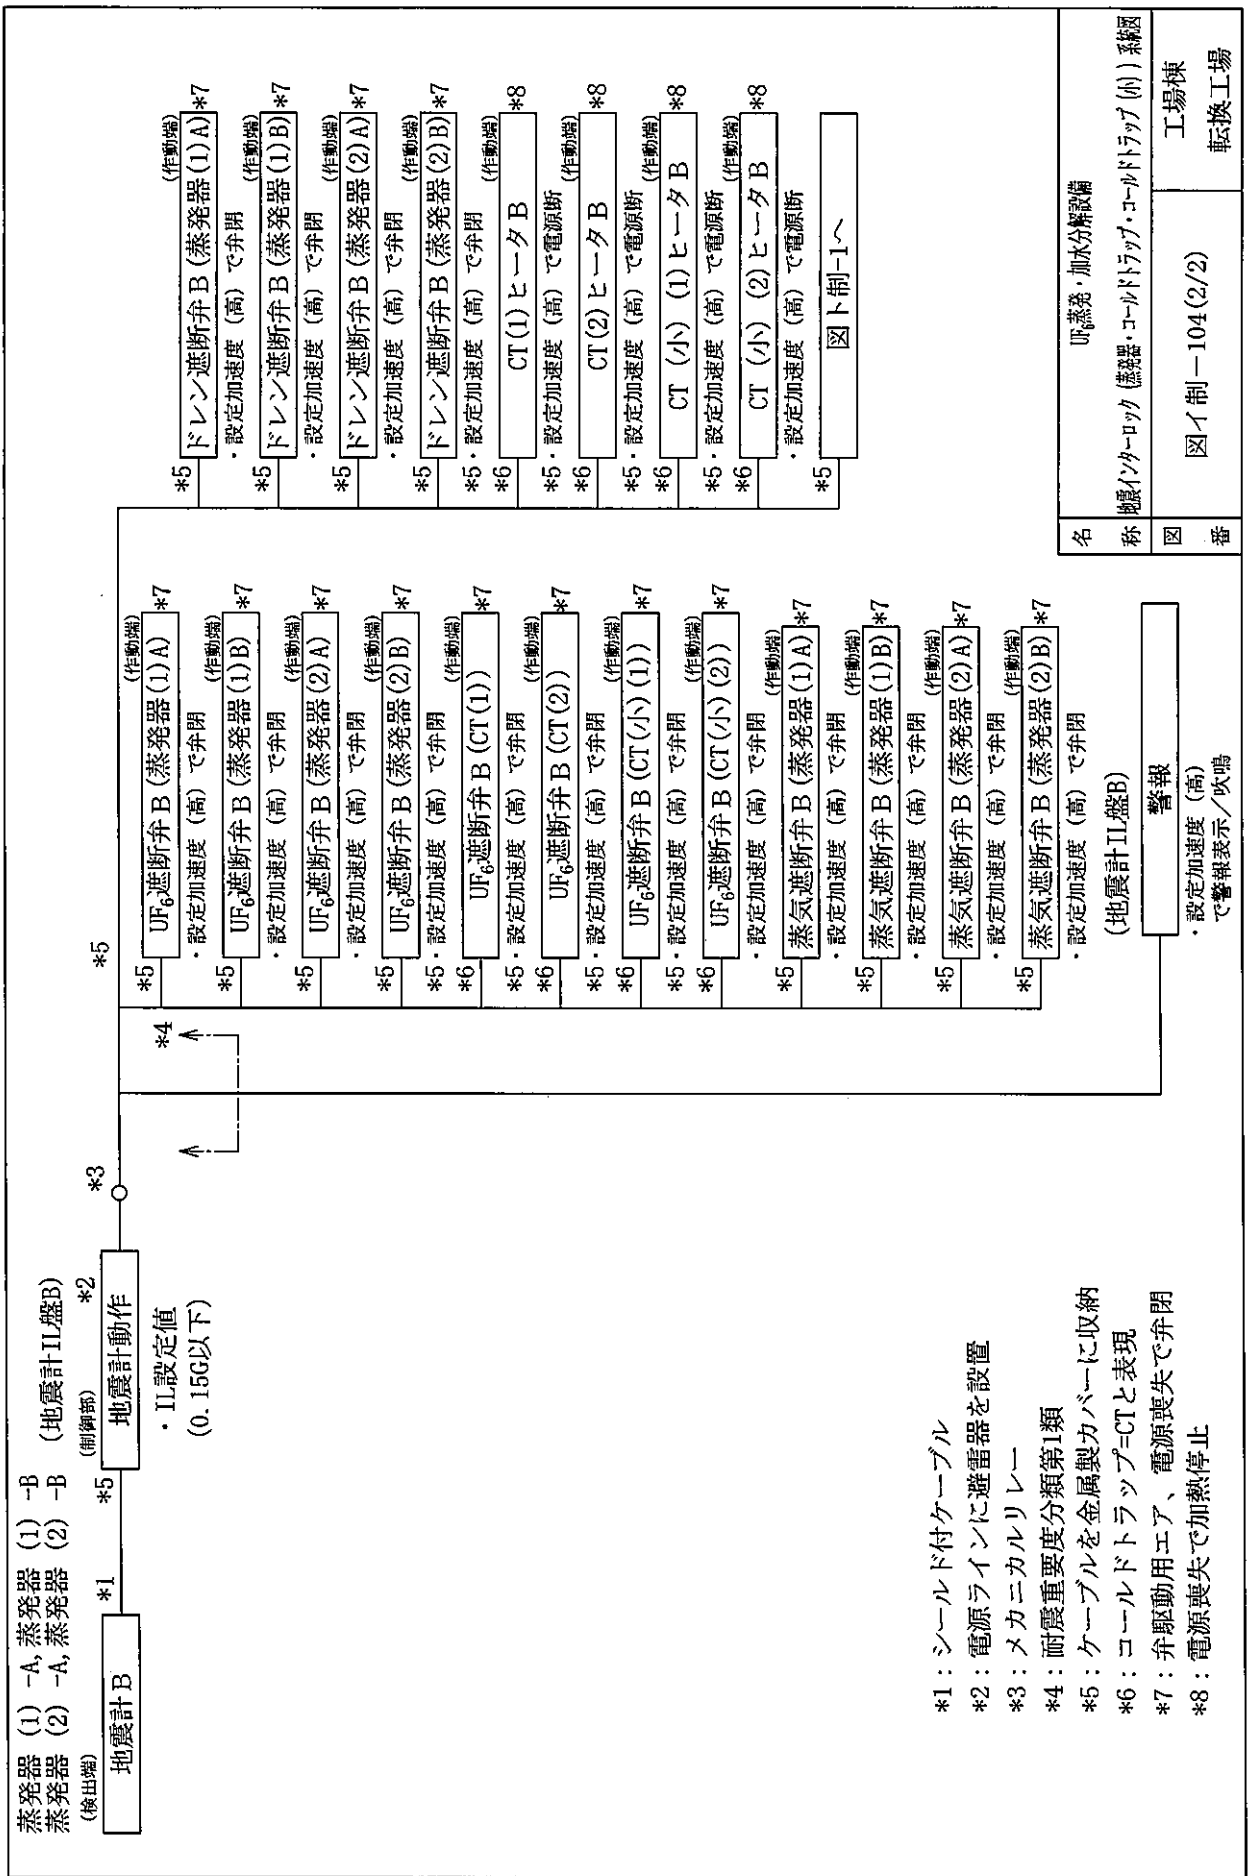 蒸発器 (1) -A, 蒸発器 (1) -B
蒸発器 (2) -A, 蒸発器 (2) -B
(検出端)
地震計B
*1
(地震計IL盤B)
(制御部)
*2
*5
地震計動作
・IL設定値
(0.15G以下)
*3
*4
*5
(作動端)
*5
UF₆遮断弁B(蒸発器(1)A)
*7
・設定加速度（高）で弁閉
(作動端)
*5
UF₆遮断弁B(蒸発器(1)B)
*7
・設定加速度（高）で弁閉
(作動端)
*5
UF₆遮断弁B(蒸発器(2)A)
*7
・設定加速度（高）で弁閉
(作動端)
*5
UF₆遮断弁B(蒸発器(2)B)
*7
・設定加速度（高）で弁閉
(作動端)
*5
*6
UF₆遮断弁B(CT(1))
*7
・設定加速度（高）で弁閉
(作動端)
*5
*6
UF₆遮断弁B(CT(2))
*7
・設定加速度（高）で弁閉
(作動端)
*5
*6
UF₆遮断弁B(CT(小)(1))
*7
・設定加速度（高）で弁閉
(作動端)
*5
*6
UF₆遮断弁B(CT(小)(2))
*7
・設定加速度（高）で弁閉
(作動端)
*5
蒸気遮断弁B(蒸発器(1)A)
*7
・設定加速度（高）で弁閉
(作動端)
*5
蒸気遮断弁B(蒸発器(1)B)
*7
・設定加速度（高）で弁閉
(作動端)
*5
蒸気遮断弁B(蒸発器(2)A)
*7
・設定加速度（高）で弁閉
(作動端)
*5
蒸気遮断弁B(蒸発器(2)B)
*7
・設定加速度（高）で弁閉
(地震計IL盤B)
警報
・設定加速度（高）
で警報表示／吹鳴
(作動端)
*5
ドレン遮断弁B(蒸発器(1)A)
*7
・設定加速度（高）で弁閉
(作動端)
*5
ドレン遮断弁B(蒸発器(1)B)
*7
・設定加速度（高）で弁閉
(作動端)
*5
ドレン遮断弁B(蒸発器(2)A)
*7
・設定加速度（高）で弁閉
(作動端)
*5
ドレン遮断弁B(蒸発器(2)B)
*7
・設定加速度（高）で弁閉
(作動端)
*5
*6
CT(1)ヒータB
*8
・設定加速度（高）で電源断
(作動端)
*5
*6
CT(2)ヒータB
*8
・設定加速度（高）で電源断
(作動端)
*5
*6
CT（小）(1)ヒータB
*8
・設定加速度（高）で電源断
(作動端)
*5
*6
CT（小）(2)ヒータB
*8
・設定加速度（高）で電源断
*5
図ト制-1へ
*1：シールド付ケーブル
*2：電源ラインに避雷器を設置
*3：メカニカルリレー
*4：耐震重要度分類第1類
*5：ケーブルを金属製カバーに収納
*6：コールドトラップ=CTと表現
*7：弁駆動用エア、電源喪失で弁閉
*8：電源喪失で加熱停止
名称
UF₆蒸発・加水分解設備
地震インターロック (蒸発器・コールドトラップ・コールドトラップ (小)) 系統図
図番
図イ制－104(2/2)
工場棟
転換工場